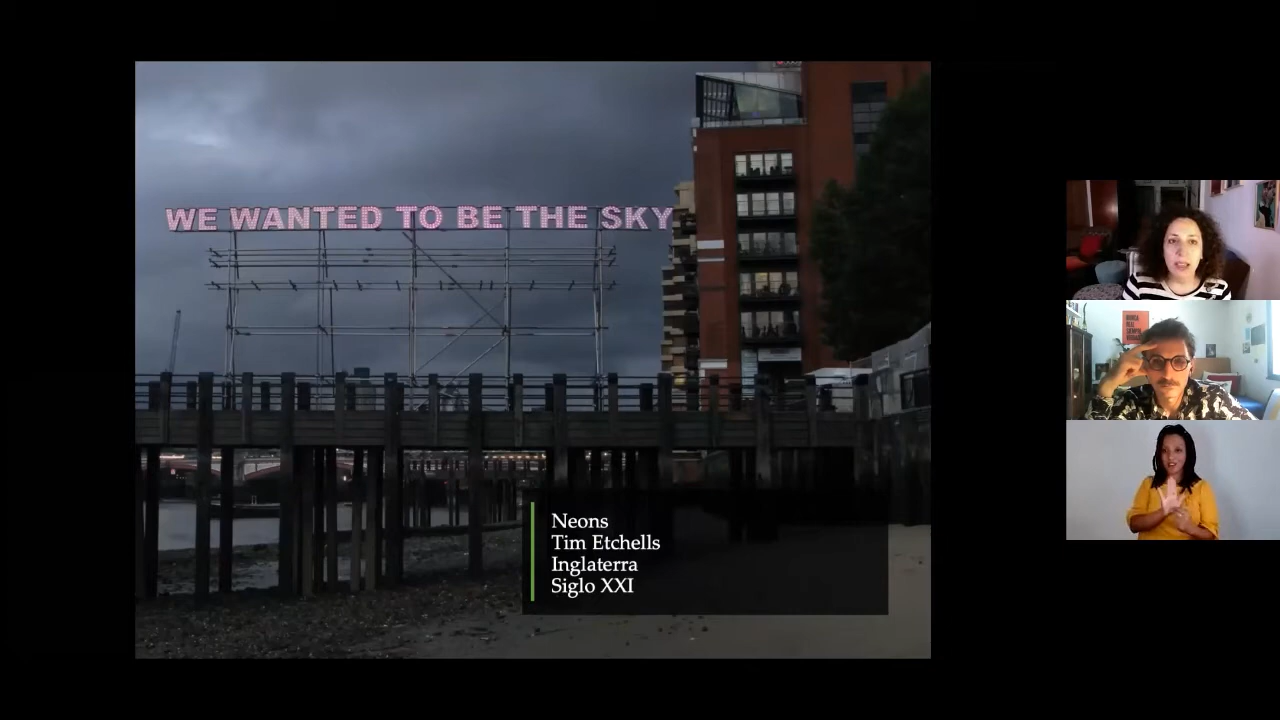 WE WANTED TO BE THE SKY
Neons
Tim Etchells
Inglaterra
Siglo XXI